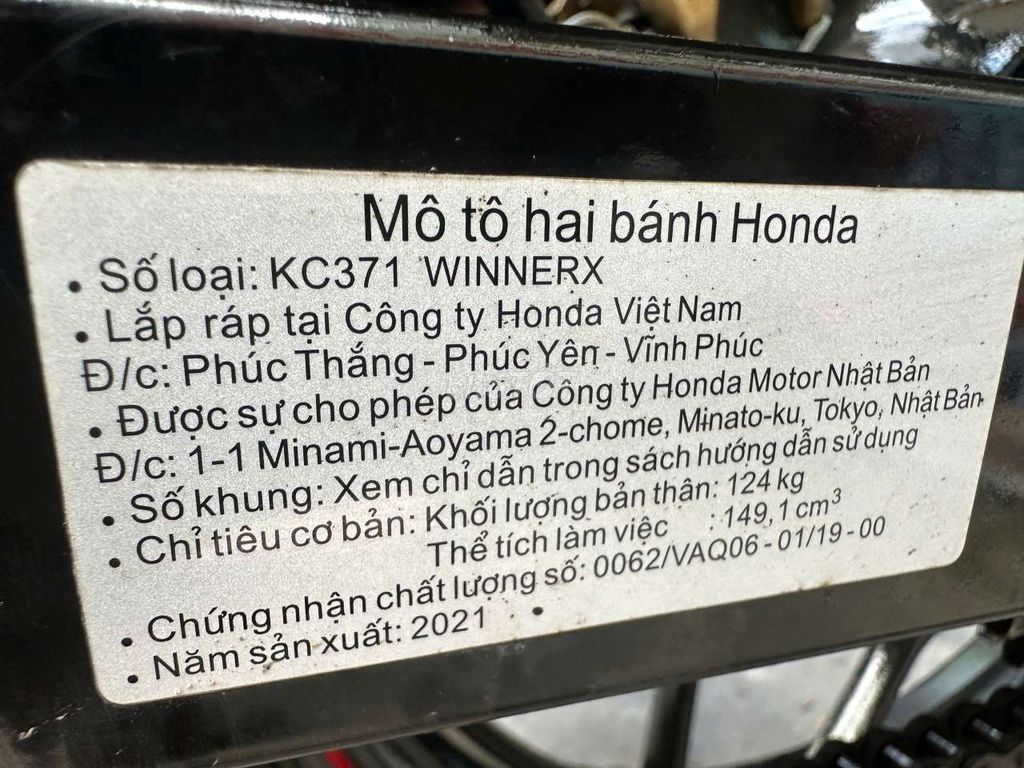 Mô tô hai bánh Honda
• Số loại: KC371 WINNERX
• Lắp ráp tại Công ty Honda Việt Nam
Đ/c: Phúc Thắng - Phúc Yên - Vĩnh Phúc
• Được sự cho phép của Công ty Honda Motor Nhật Bản
Đ/c: 1-1 Minami-Aoyama 2-chome, Minato-ku, Tokyo, Nhật Bản
• Số khung: Xem chỉ dẫn trong sách hướng dẫn sử dụng
• Chỉ tiêu cơ bản: Khối lượng bản thân: 124 kg
Thể tích làm việc : 149,1 cm³
• Chứng nhận chất lượng số: 0062/VAQ06 - 01/19 - 00
• Năm sản xuất: 2021